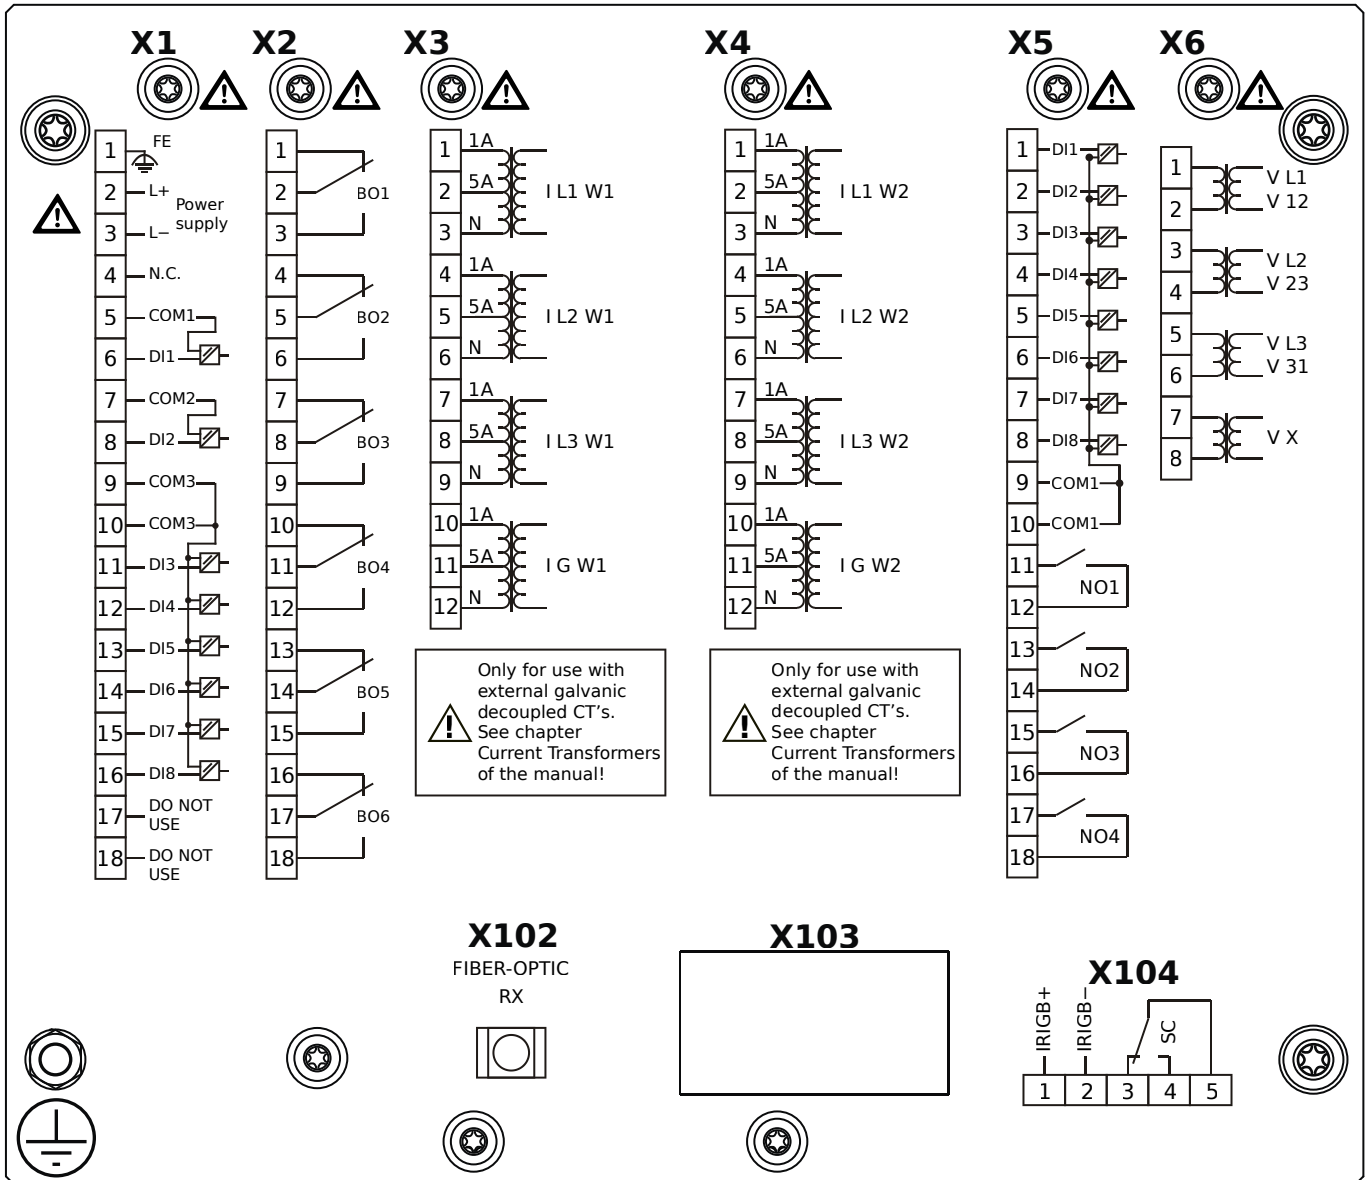 X1 X2 X3 X4 X5 X6
1 FE
2 L+
Power
supply
3 L−
4 N.C.
5 COM1
6 DI1
7 COM2
8 DI2
9 COM3
10 COM3
11 DI3
12 DI4
13 DI5
14 DI6
15 DI7
16 DI8
17 DO NOT
USE
18 DO NOT
USE
1
2 BO1
3
4
5 BO2
6
7
8 BO3
9
10
11 BO4
12
13
14 BO5
15
16
17 BO6
18
1 1A
2 5A I L1 W1
3 N
4 1A
5 5A I L2 W1
6 N
7 1A
8 5A I L3 W1
9 N
10 1A
11 5A I G W1
12 N
Only for use with
external galvanic
decoupled CT's.
See chapter
Current Transformers
of the manual!
1 1A
2 5A I L1 W2
3 N
4 1A
5 5A I L2 W2
6 N
7 1A
8 5A I L3 W2
9 N
10 1A
11 5A I G W2
12 N
Only for use with
external galvanic
decoupled CT's.
See chapter
Current Transformers
of the manual!
1 DI1
2 DI2
3 DI3
4 DI4
5 DI5
6 DI6
7 DI7
8 DI8
9 COM1
10 COM1
11
NO1
12
13
NO2
14
15
NO3
16
17
NO4
18
1 V L1
2 V 12
3 V L2
4 V 23
5 V L3
6 V 31
7
V X
8
X102
FIBER-OPTIC
RX
X103
X104
IRIGB+
IRIGB−
SC
1 2 3 4 5